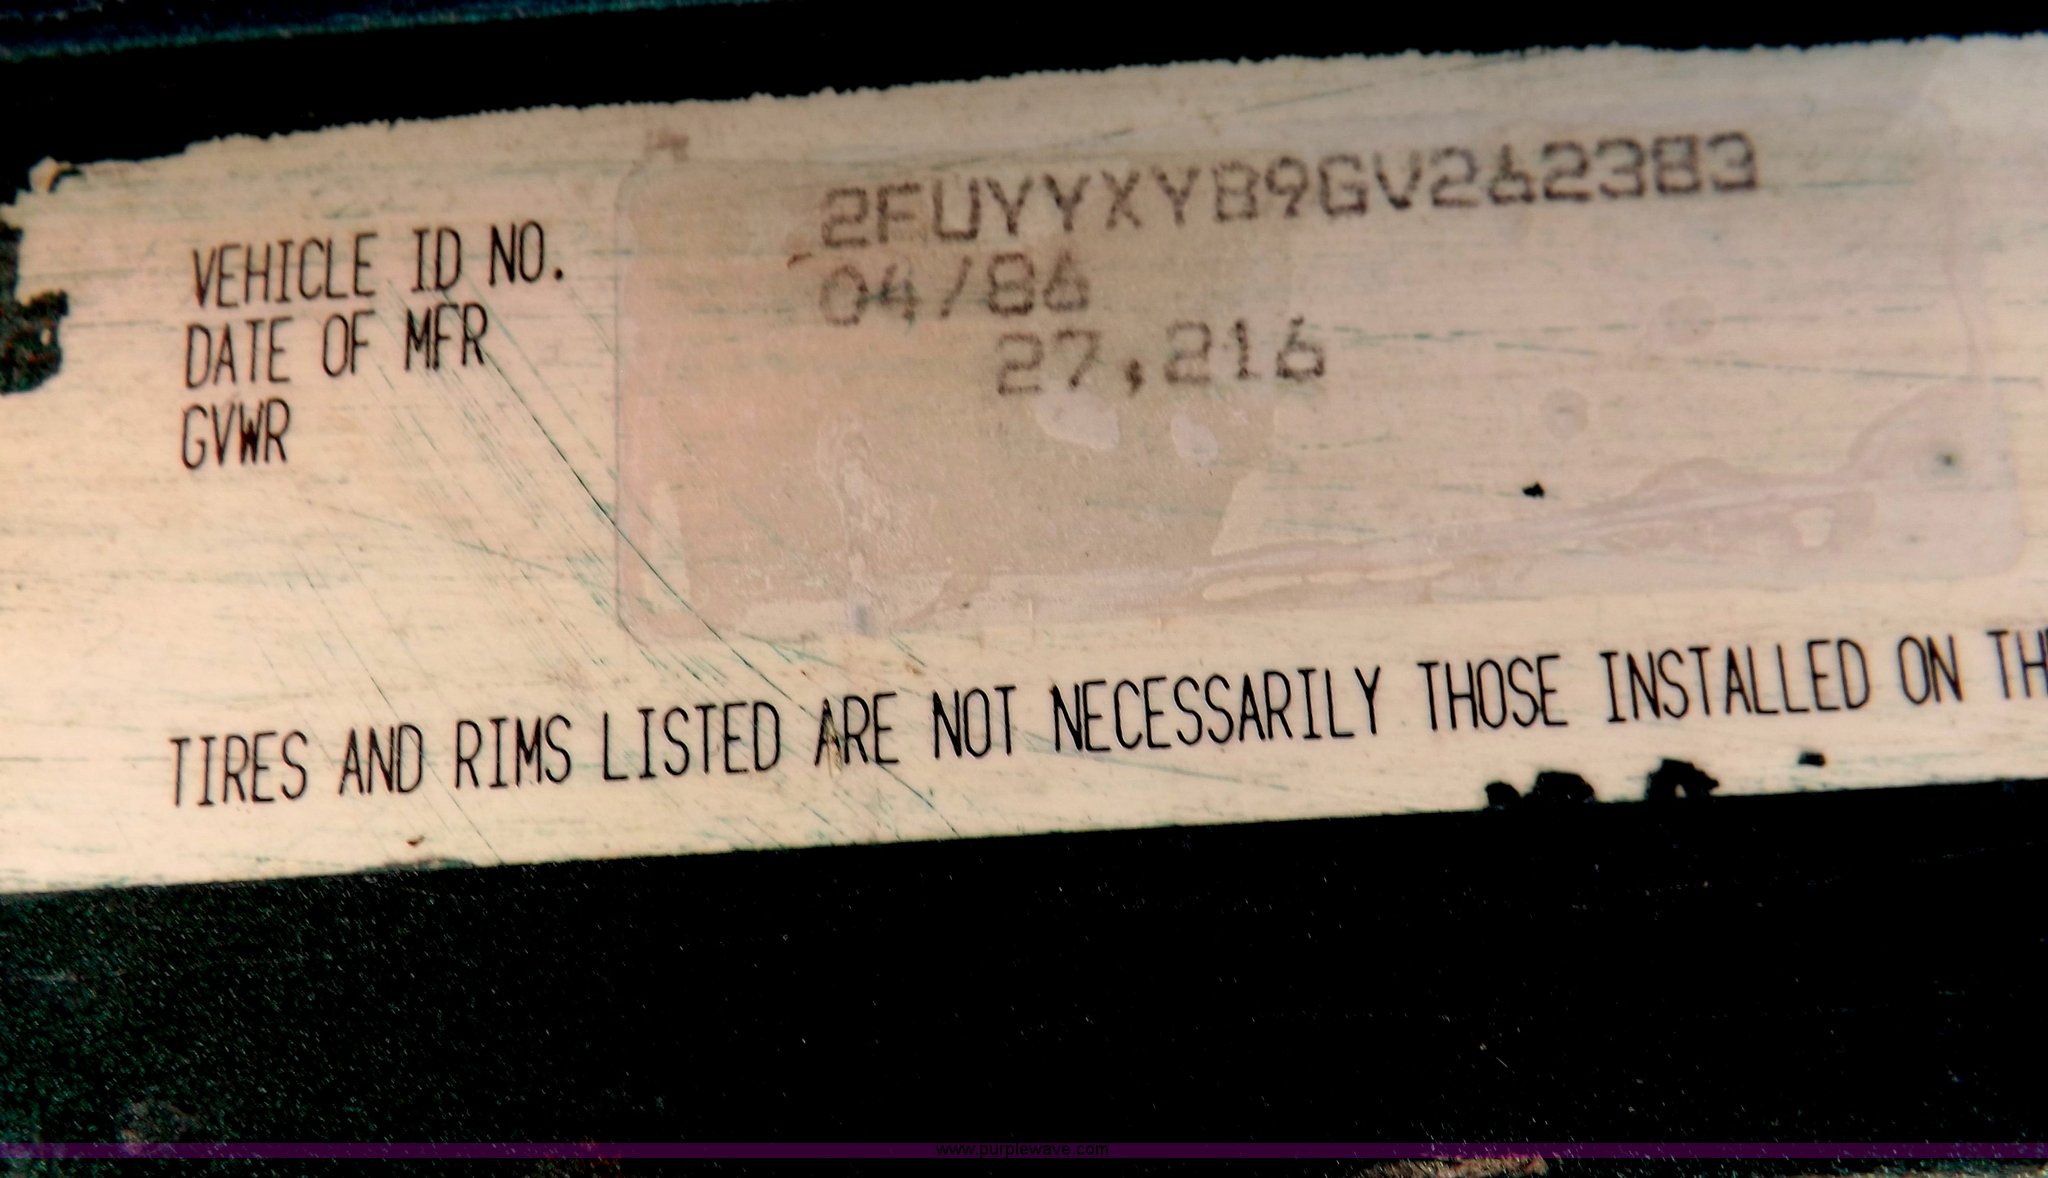 VEHICLE ID NO. 2FUYYXYB9GV262383
DATE OF MFR 04/86
GVWR 27,216
TIRES AND RIMS LISTED ARE NOT NECESSARILY THOSE INSTALLED ON TH
www.purplewave.com